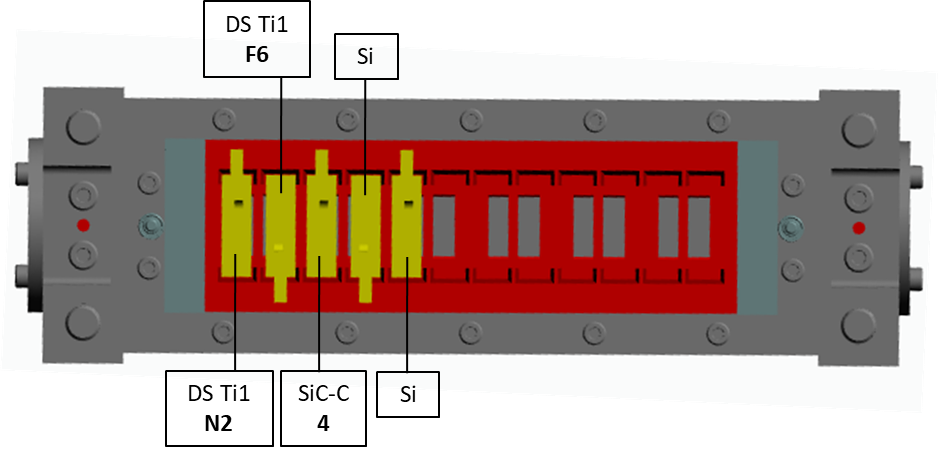 DS Ti1
F6
Si
DS Ti1
N2
SiC-C
4
Si